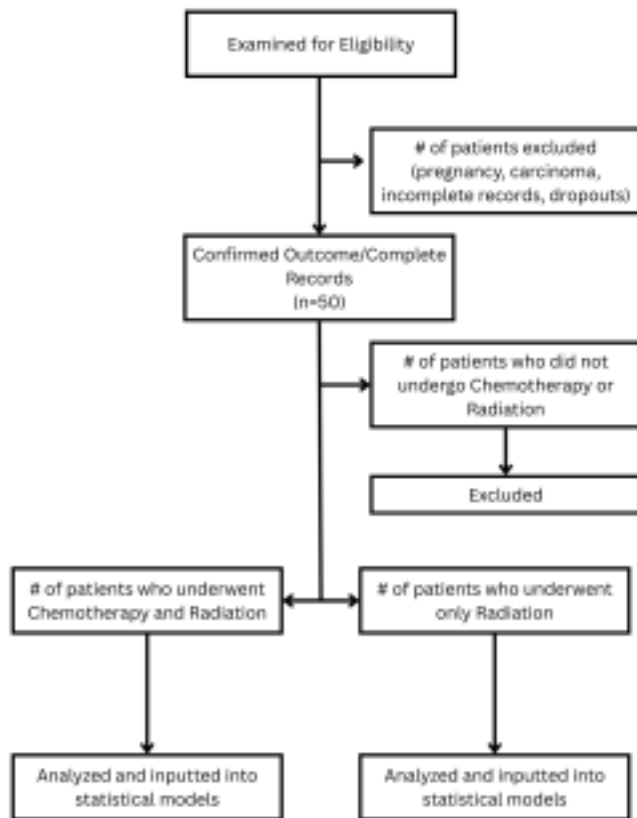 Examined for Eligibility
# of patients excluded
(pregnancy, carcinoma,
incomplete records, dropouts)
Confirmed Outcome/Complete
Records
(n=50)
# of patients who did not
undergo Chemotherapy or
Radiation
Excluded
# of patients who underwent
Chemotherapy and Radiation
# of patients who underwent
only Radiation
Analyzed and inputted into
statistical models
Analyzed and inputted into
statistical models